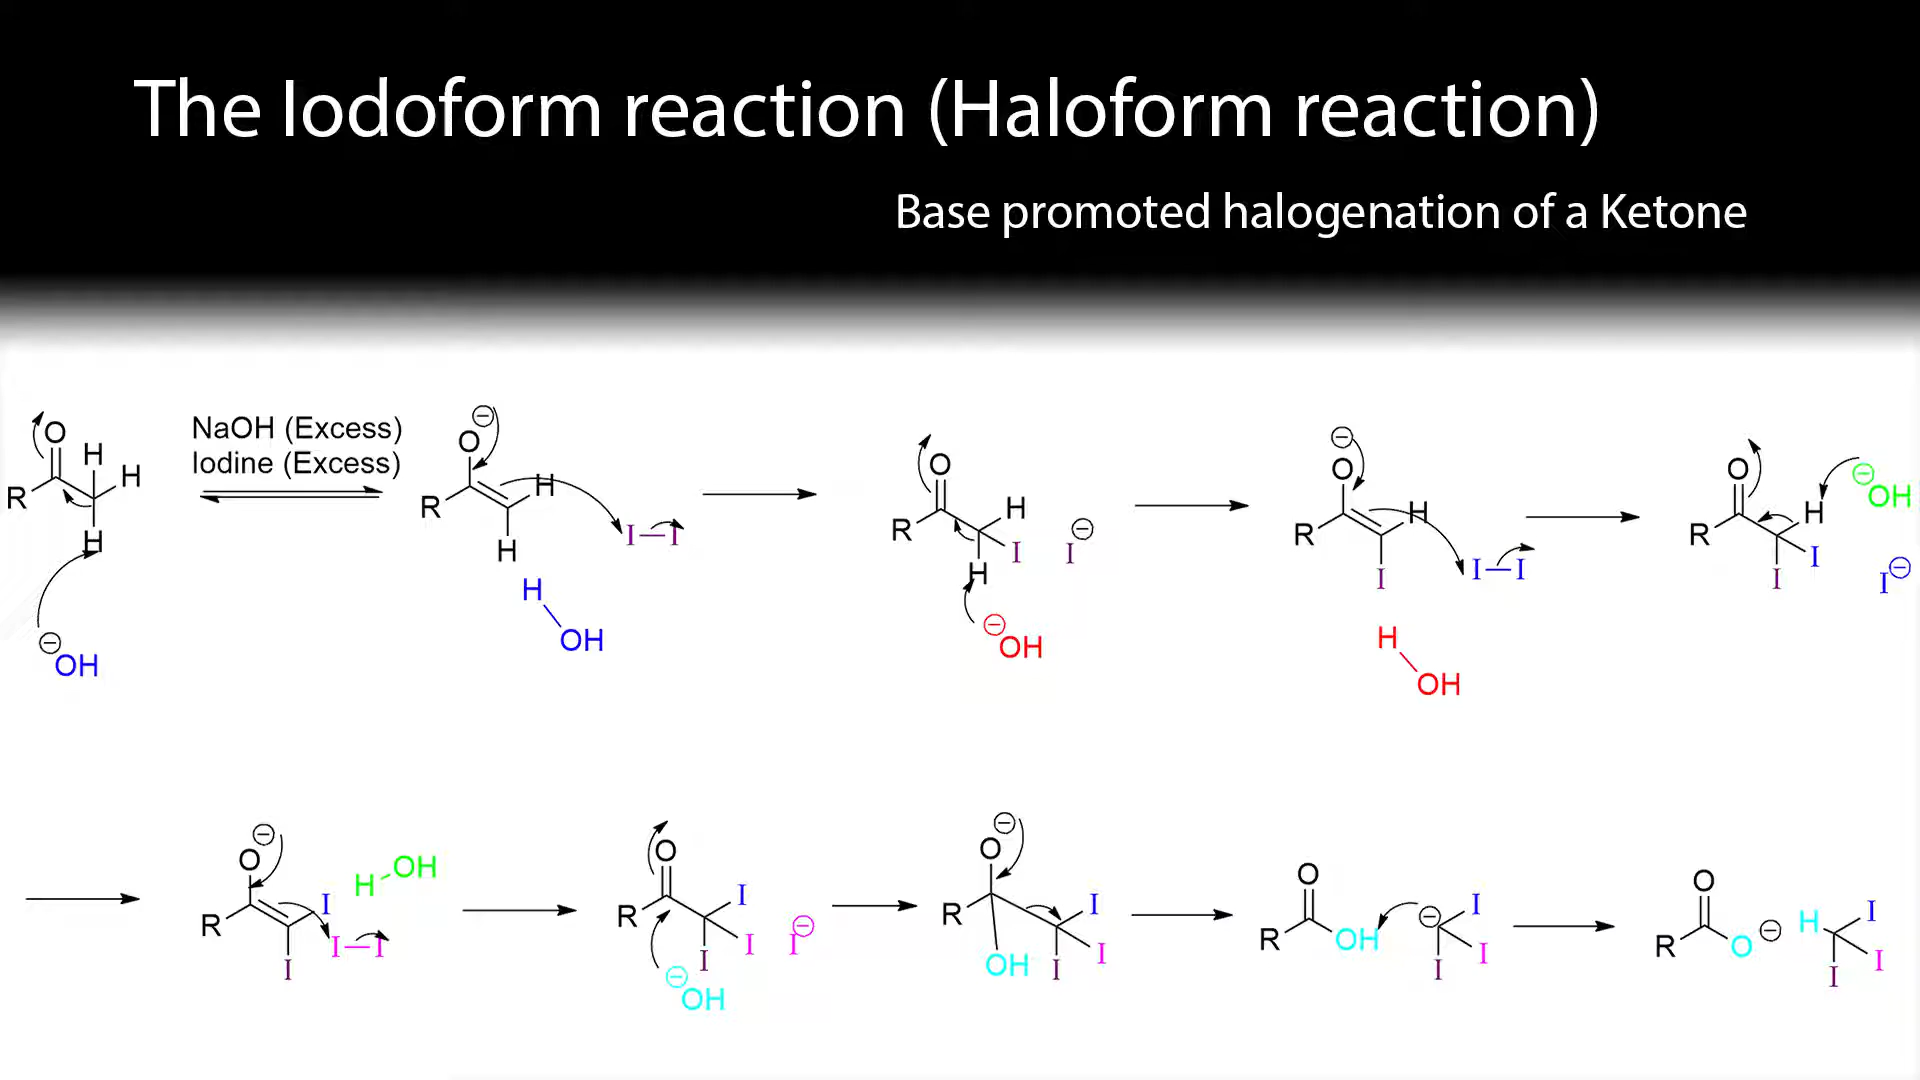 The Iodoform reaction (Haloform reaction)
Base promoted halogenation of a Ketone
NaOH (Excess)
Iodine (Excess)
O H H R H ⊖ OH
⊖ O R H H I—I H OH
O R H I H I ⊖ ⊖ OH
⊖ O R H I I—I H OH
O R H I I ⊖ OH I ⊖
⊖ O R I I H OH I—I
O R I I I I ⊖ ⊖ OH
⊖ O R I I I OH
O R OH ⊖ I I I
O R O ⊖ H I I I